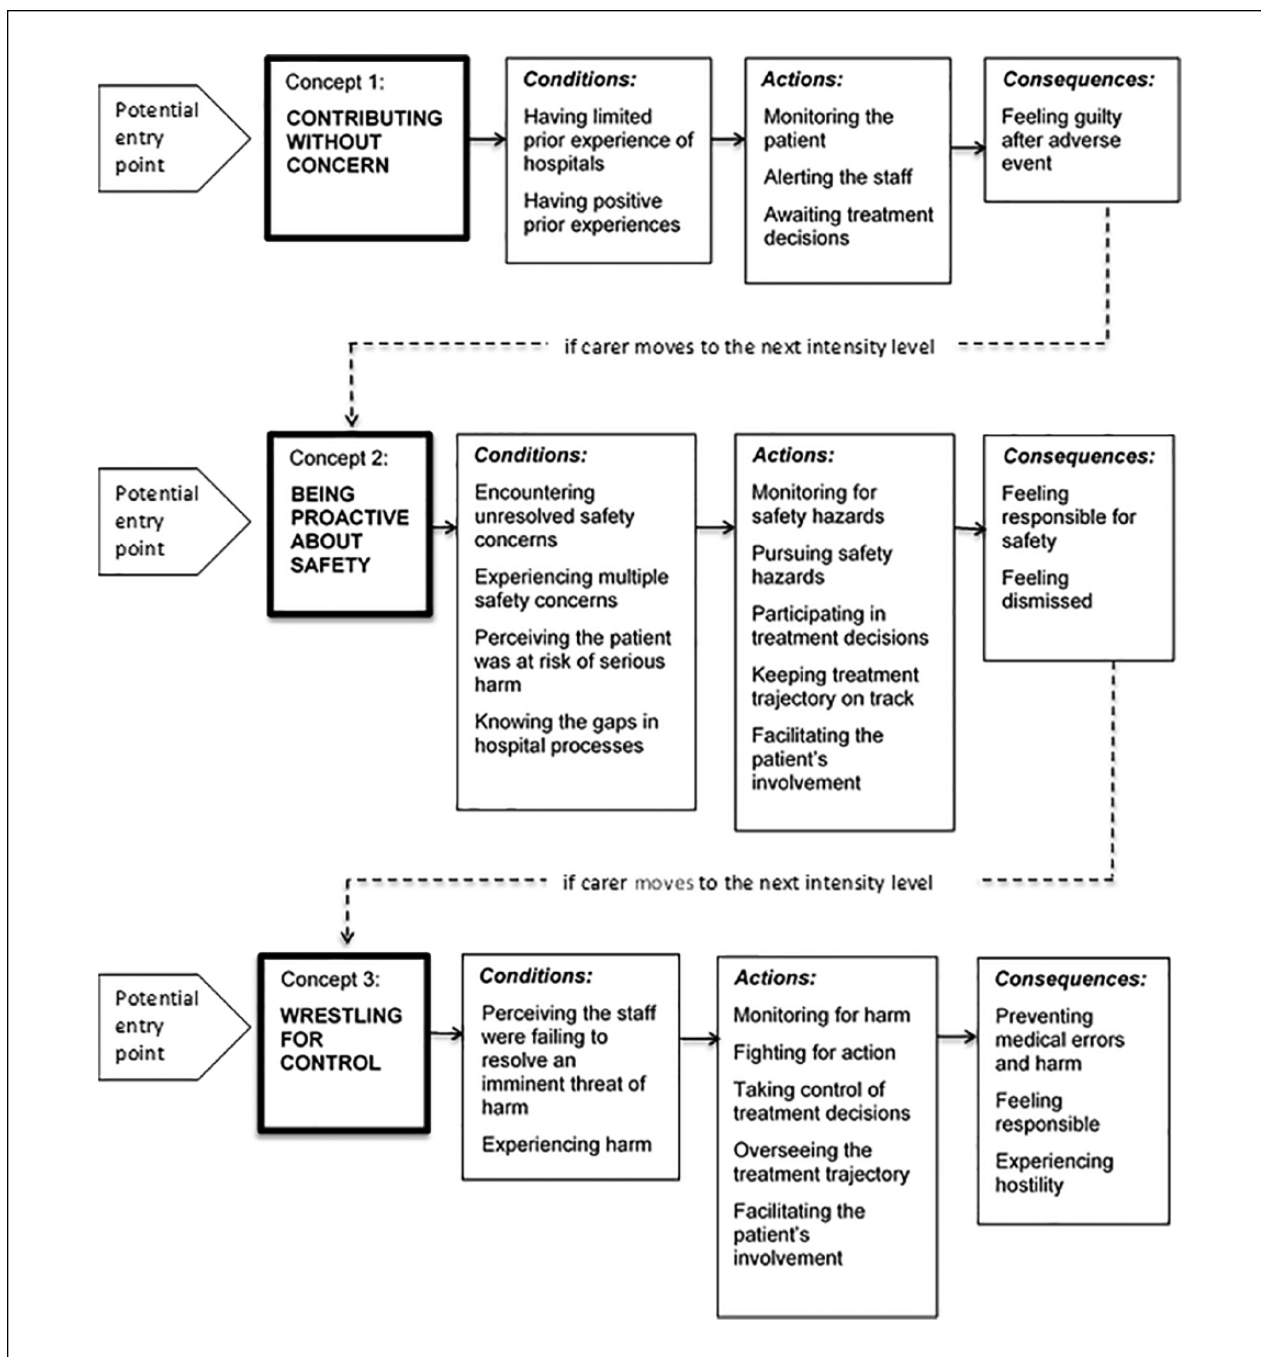 Potential
entry
point
Concept 1:
CONTRIBUTING
WITHOUT
CONCERN
Conditions:
Having limited
prior experience of
hospitals
Having positive
prior experiences
Actions:
Monitoring the
patient
Alerting the staff
Awaiting treatment
decisions
Consequences:
Feeling guilty
after adverse
event
if carer moves to the next intensity level
Potential
entry
point
Concept 2:
BEING
PROACTIVE
ABOUT
SAFETY
Conditions:
Encountering
unresolved safety
concerns
Experiencing multiple
safety concerns
Perceiving the patient
was at risk of serious
harm
Knowing the gaps in
hospital processes
Actions:
Monitoring for
safety hazards
Pursuing safety
hazards
Participating in
treatment decisions
Keeping treatment
trajectory on track
Facilitating the
patient's
involvement
Consequences:
Feeling
responsible for
safety
Feeling
dismissed
if carer moves to the next intensity level
Potential
entry
point
Concept 3:
WRESTLING
FOR
CONTROL
Conditions:
Perceiving the staff
were failing to
resolve an
imminent threat of
harm
Experiencing harm
Actions:
Monitoring for harm
Fighting for action
Taking control of
treatment decisions
Overseeing the
treatment trajectory
Facilitating the
patient's
involvement
Consequences:
Preventing
medical errors
and harm
Feeling
responsible
Experiencing
hostility